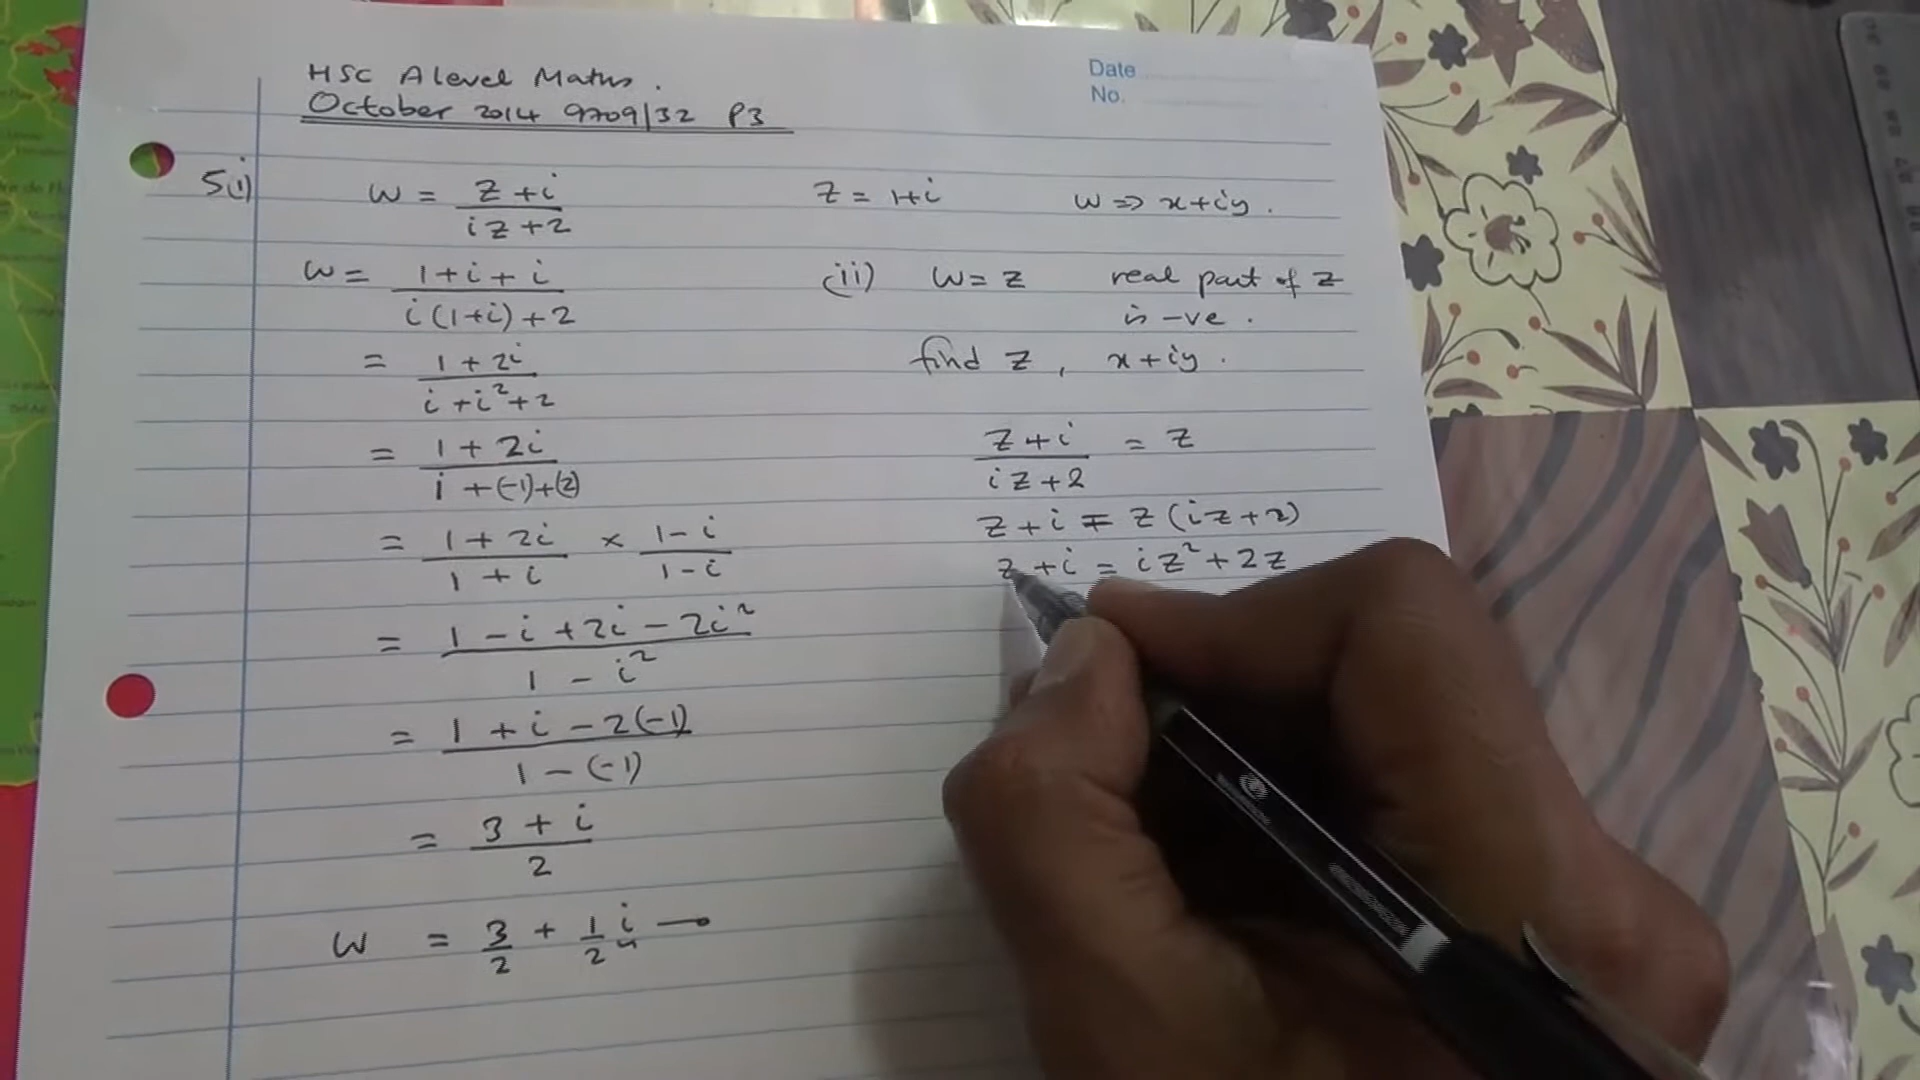 HSC A level Maths.
October 2014 9709/32 P3
Date
No.
5(i) w = z+i / iz+2
z = 1+i
w => x+iy.
w = 1+i+i / i(1+i)+2
= 1+2i / i+i²+2
= 1+2i / i+(-1)+(2)
= 1+2i / 1+i × 1-i / 1-i
= 1-i+2i-2i² / 1-i²
= 1+i-2(-1) / 1-(-1)
= 3+i / 2
w = 3/2 + 1/2 i
(ii) w = z real part of z
is -ve.
find z, x+iy.
z+i / iz+2 = z
z+i = z(iz+2)
z+i = iz²+2z